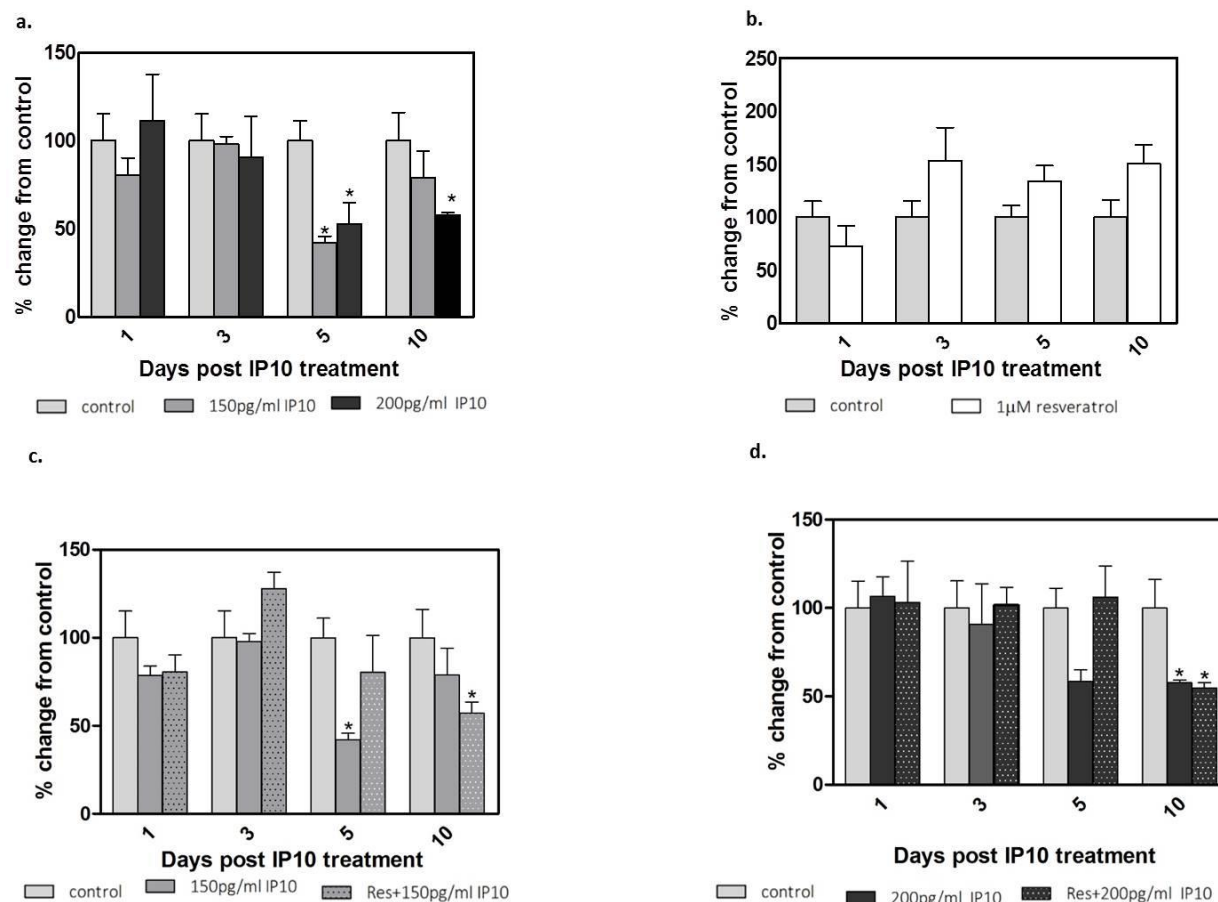 a.
% change from control
150
100
50
0
*
*
*
1
3
5
10
Days post IP10 treatment
control
150pg/ml IP10
200pg/ml IP10
b.
% change from control
250
200
150
100
50
0
1
3
5
10
Days post IP10 treatment
control
1µM resveratrol
c.
% change from control
150
100
50
0
*
*
1
3
5
10
Days post IP10 treatment
control
150pg/ml IP10
Res+150pg/ml IP10
d.
% change from control
150
100
50
0
*
*
1
3
5
10
Days post IP10 treatment
control
200pg/ml IP10
Res+200pg/ml IP10